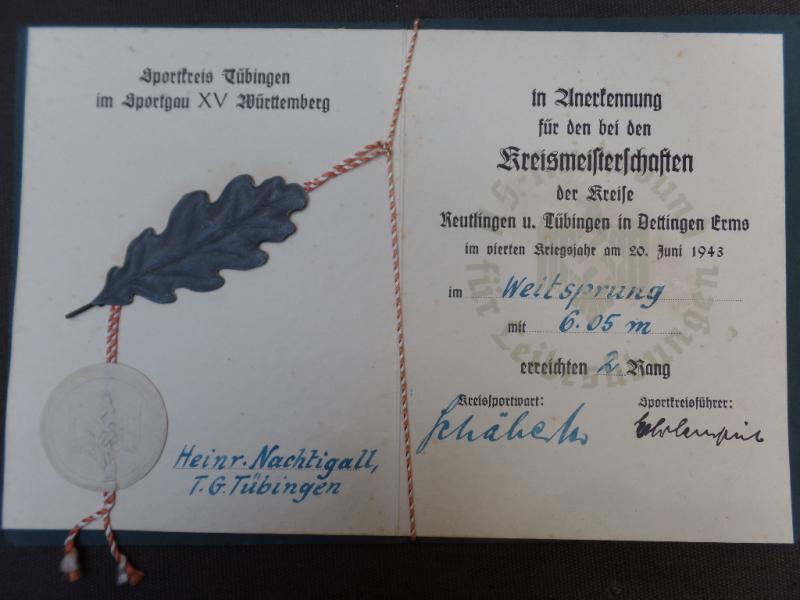 Sportkreis Tübingen
im Sportgau XV Württemberg
Heinr. Nachtigall,
T.G. Tübingen
in Anerkennung
für den bei den
Kreismeisterschaften
der Kreise
Reutlingen u. Tübingen in Dettingen Erms
im vierten Kriegsjahr am 20. Juni 1943
im Weitsprung
mit 6.05 m
erreichten 2 Rang
Kreissportwart: Sportkreisführer:
für Leibesübungen